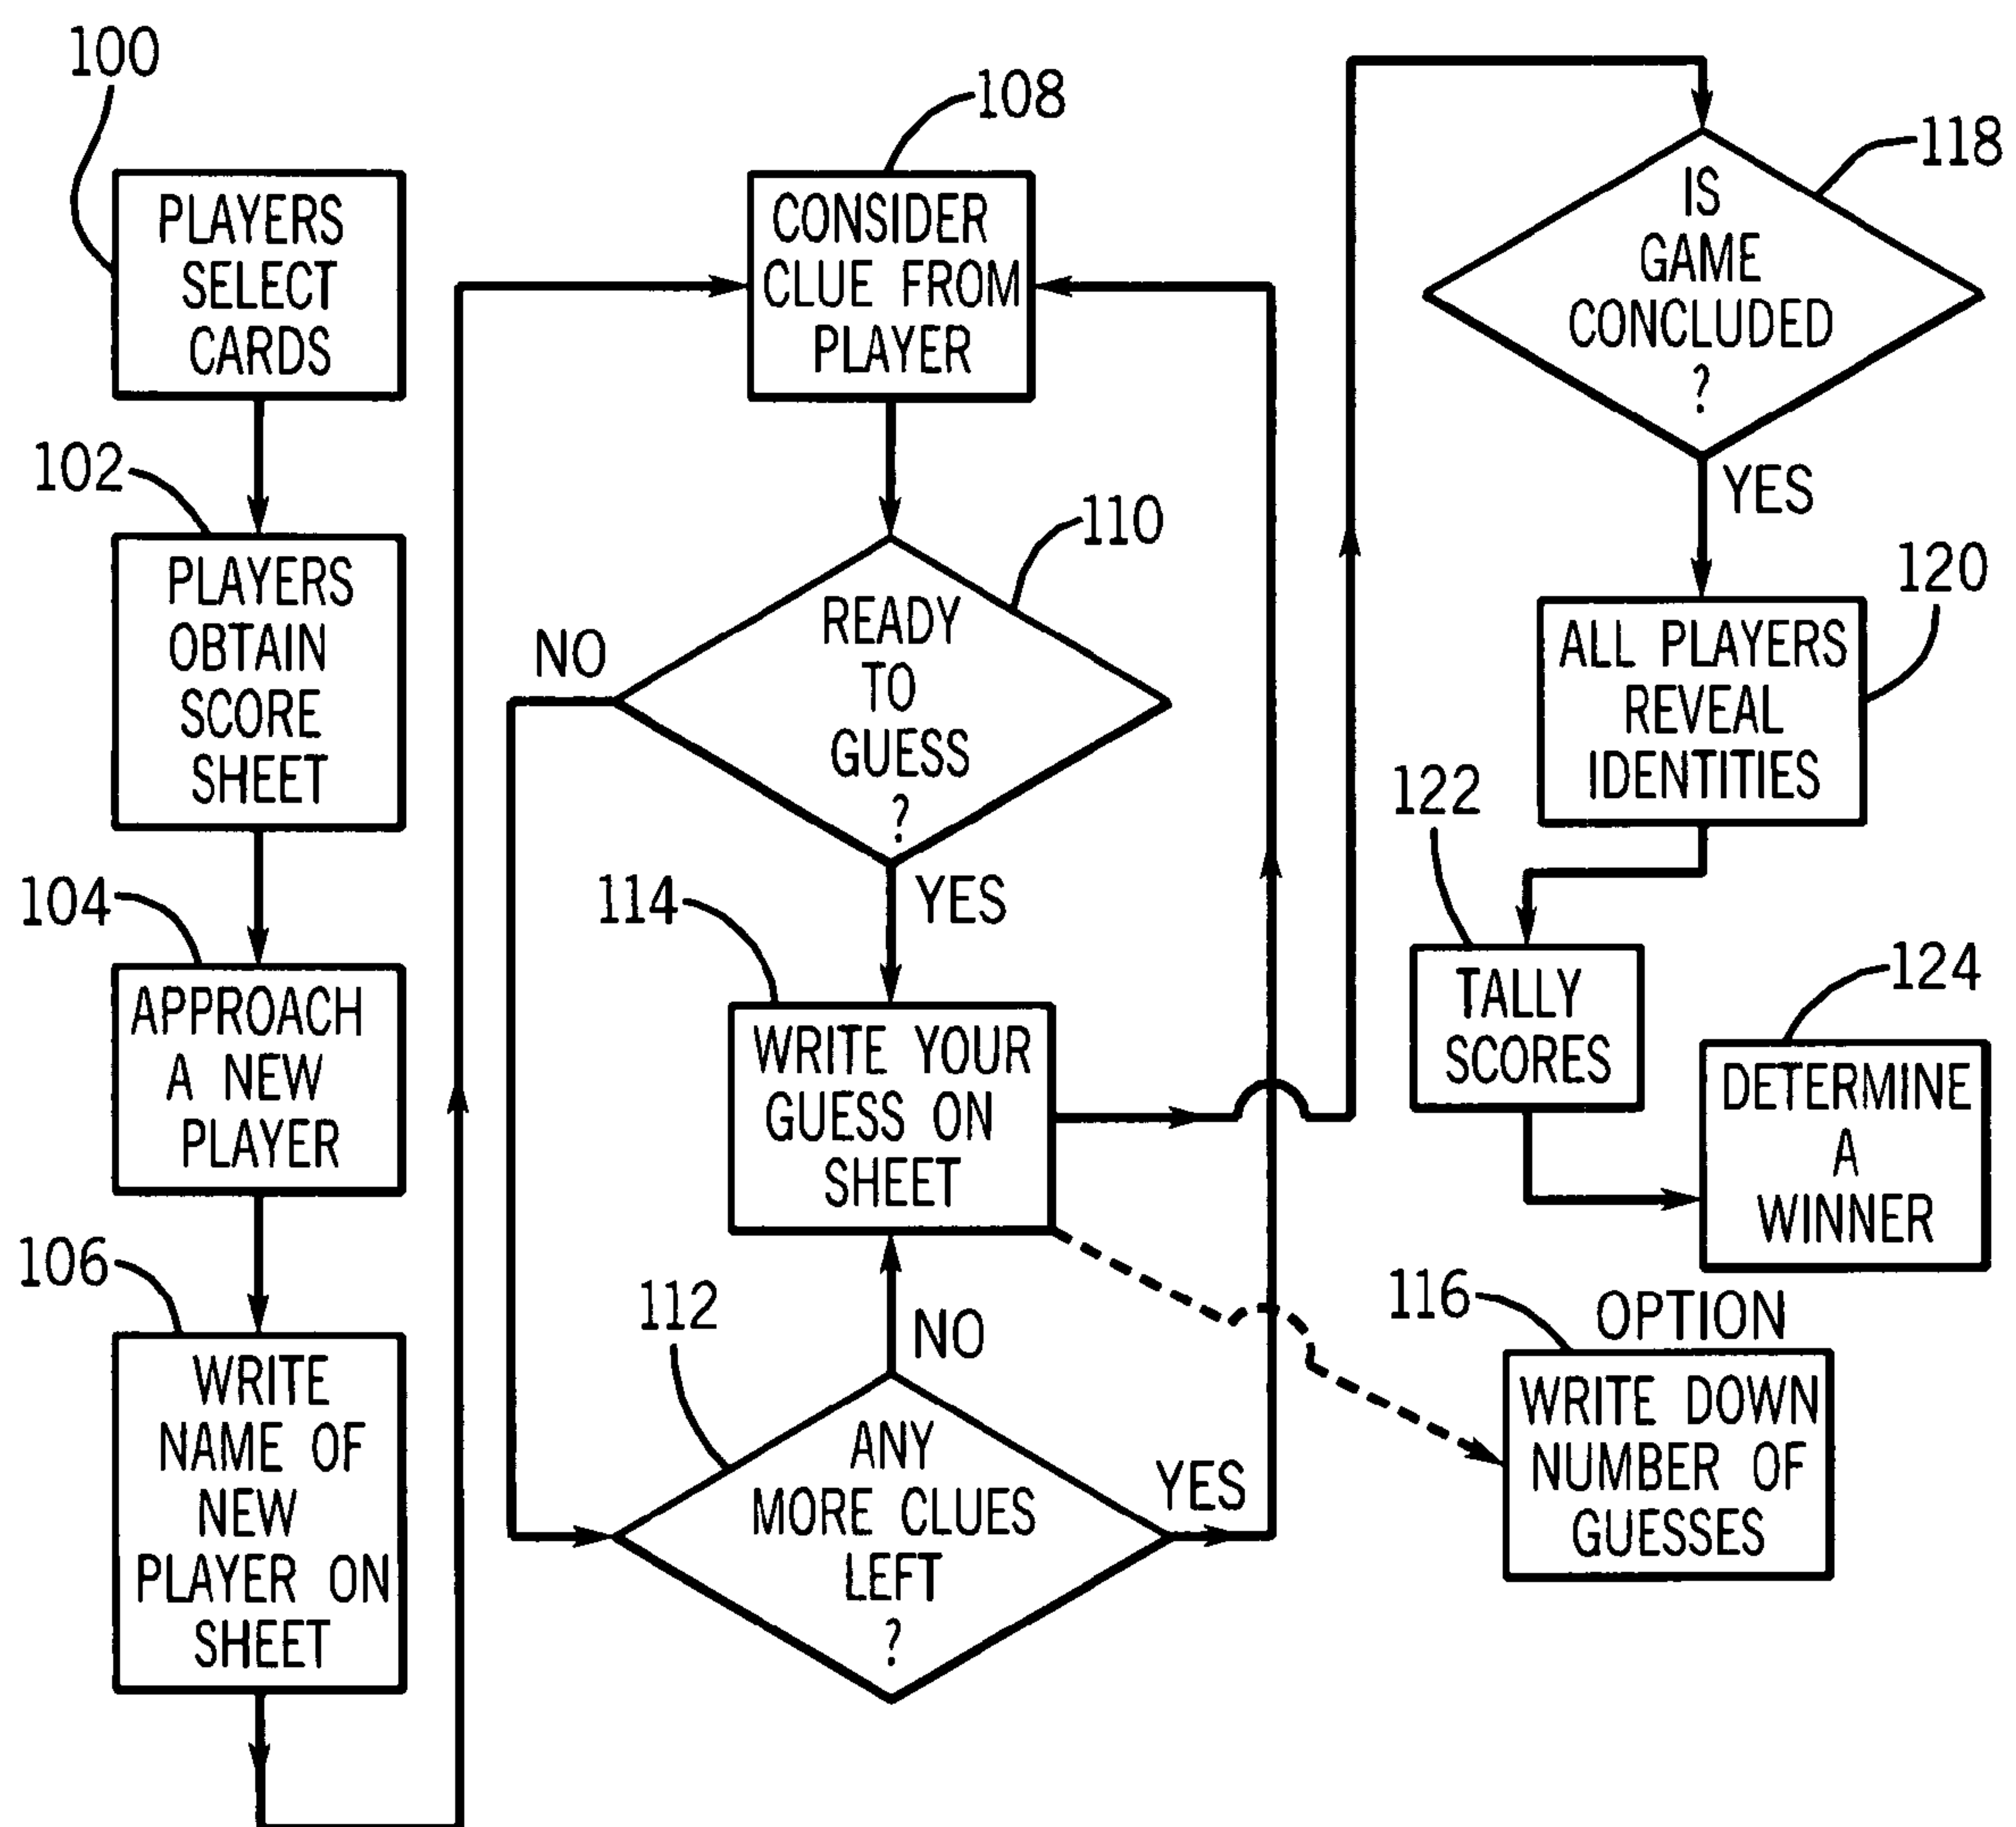 100
PLAYERS
SELECT
CARDS
102
PLAYERS
OBTAIN
SCORE
SHEET
104
APPROACH
A NEW
PLAYER
106
WRITE
NAME OF
NEW
PLAYER ON
SHEET
108
CONSIDER
CLUE FROM
PLAYER
110
READY
TO
GUESS
?
NO
YES
114
WRITE YOUR
GUESS ON
SHEET
112
NO
ANY
MORE CLUES
LEFT
?
YES
118
IS
GAME
CONCLUDED
?
YES
120
ALL PLAYERS
REVEAL
IDENTITIES
122
TALLY
SCORES
124
DETERMINE
A
WINNER
116
OPTION
WRITE DOWN
NUMBER OF
GUESSES